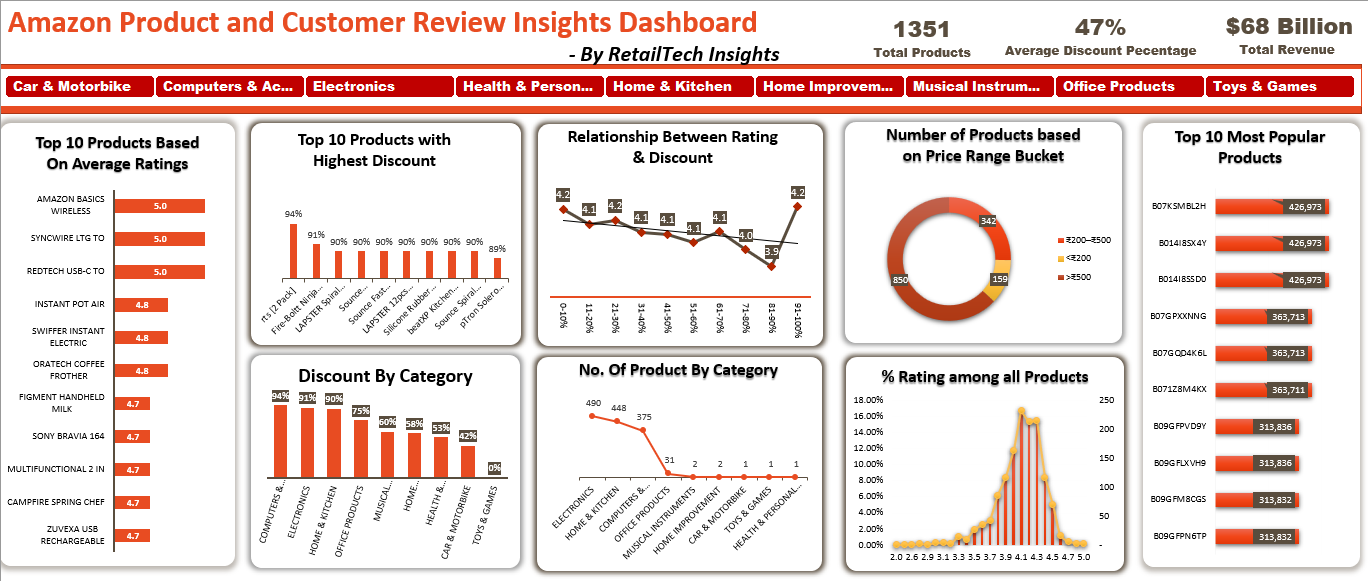 Amazon Product and Customer Review Insights Dashboard
- By RetailTech Insights
1351
Total Products
47%
Average Discount Pecentage
$68 Billion
Total Revenue
Car & Motorbike
Computers & Ac...
Electronics
Health & Person...
Home & Kitchen
Home Improvem...
Musical Instrum...
Office Products
Toys & Games
Top 10 Products Based
On Average Ratings
AMAZON BASICS
WIRELESS
5.0
SYNCWIRE LTG TO
5.0
REDTECH USB-C TO
5.0
INSTANT POT AIR
4.8
SWIFFER INSTANT
ELECTRIC
4.8
ORATECH COFFEE
FROTHER
4.8
FIGMENT HANDHELD
MILK
4.7
SONY BRAVIA 164
4.7
MULTIFUNCTIONAL 2 IN
4.7
CAMPFIRE SPRING CHEF
4.7
ZUVEXA USB
RECHARGEABLE
4.7
Top 10 Products with
Highest Discount
94%
91%
90%
90%
90%
90%
90%
90%
90%
89%
rts [2 Pack]
Fire-Boltt Ninja...
LAPSTER Spiral...
Sounce...
Sounce Fast...
LAPSTER 12pcs...
Silicone Rubber...
beatXP Kitchen...
Sounce Spiral...
pTron Solero...
Relationship Between Rating
& Discount
4.2
4.1
4.2
4.1
4.1
4.1
4.1
4.0
3.9
4.2
0-10%
11-20%
21-30%
31-40%
41-50%
51-60%
61-70%
71-80%
81-90%
91-100%
Number of Products based
on Price Range Bucket
342
159
850
₹200–₹500
<₹200
>₹500
Top 10 Most Popular
Products
B07KSMBL2H
426,973
B014I8SX4Y
426,973
B014I8SSD0
426,973
B07GPXXNNG
363,713
B07GQD4K6L
363,713
B071Z8M4KX
363,711
B09GFPVD9Y
313,836
B09GFLXVH9
313,836
B09GFM8CGS
313,832
B09GFPN6TP
313,832
Discount By Category
94%
91%
90%
75%
60%
58%
53%
42%
0%
COMPUTERS &...
ELECTRONICS
HOME & KITCHEN
OFFICE PRODUCTS
MUSICAL...
HOME...
HEALTH &...
CAR & MOTORBIKE
TOYS & GAMES
No. Of Product By Category
490
448
375
31
2
2
1
1
1
ELECTRONICS
HOME & KITCHEN
COMPUTERS &...
OFFICE PRODUCTS
MUSICAL INSTRUMENTS
HOME IMPROVEMENT
CAR & MOTORBIKE
TOYS & GAMES
HEALTH & PERSONAL...
% Rating among all Products
18.00%
16.00%
14.00%
12.00%
10.00%
8.00%
6.00%
4.00%
2.00%
0.00%
250
200
150
100
50
-
2.0 2.6 2.9 3.1 3.3 3.5 3.7 3.9 4.1 4.3 4.5 4.7 5.0